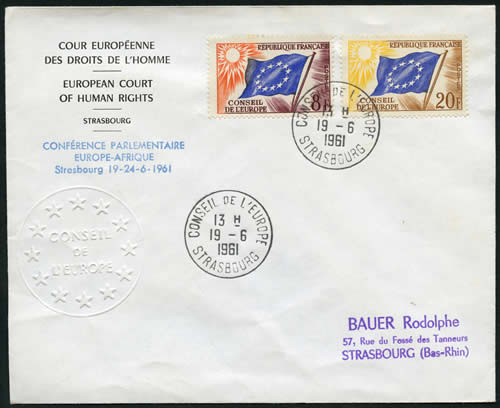 COUR EUROPÉENNE
DES DROITS DE L'HOMME
EUROPEAN COURT
OF HUMAN RIGHTS
STRASBOURG
CONFÉRENCE PARLEMENTAIRE
EUROPE-AFRIQUE
Strasbourg 19-24-6-1961
CONSEIL
DE
L'EUROPE
RÉPUBLIQUE FRANÇAISE
CONSEIL
DE L'EUROPE
8F
RÉPUBLIQUE FRANÇAISE
POSTES
CONSEIL
DE L'EUROPE
20F
CONSEIL DE L'EUROPE
13 H
19 - 6
1961
STRASBOURG
CONSEIL DE L'EUROPE
13 H
19 - 6
1961
STRASBOURG
BAUER Rodolphe
57, Rue du Fossé des Tanneurs
STRASBOURG (Bas-Rhin)